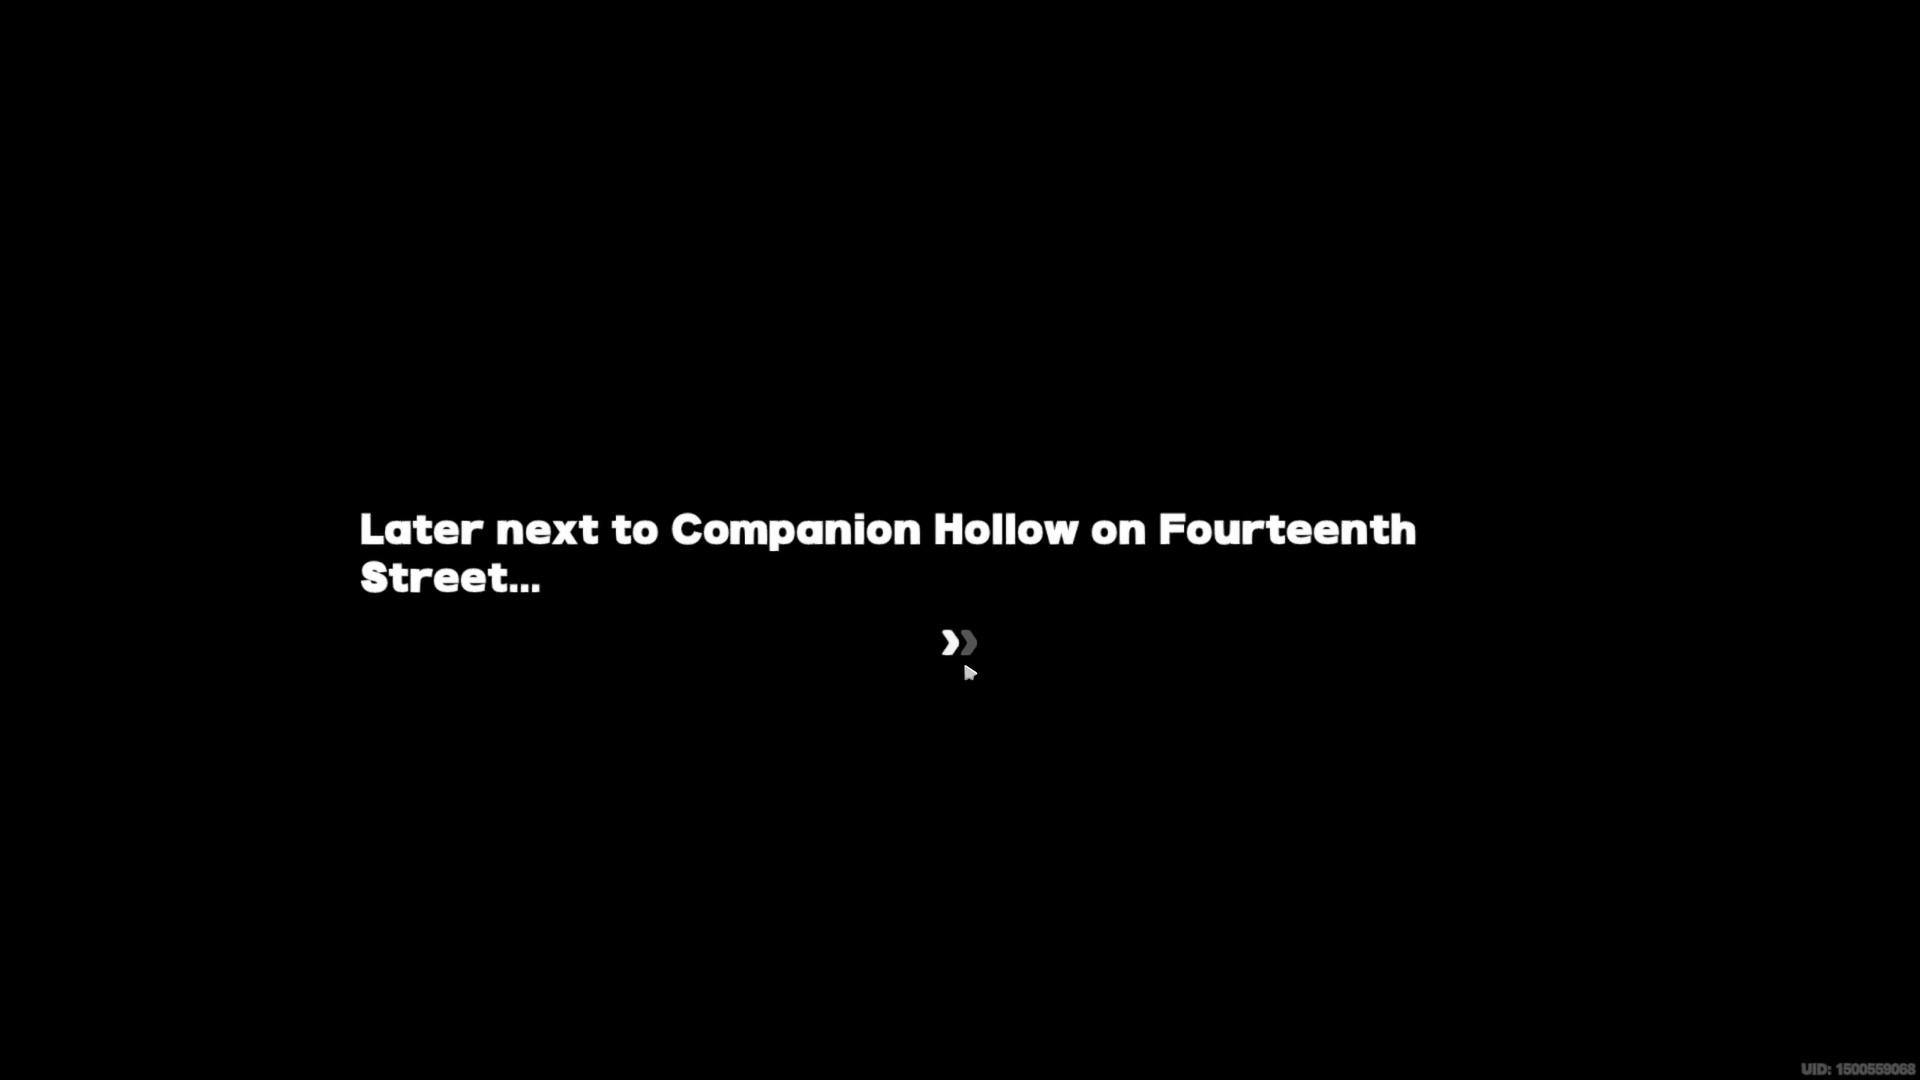 Later next to Companion Hollow on Fourteenth
Street...
UID: 1500559068